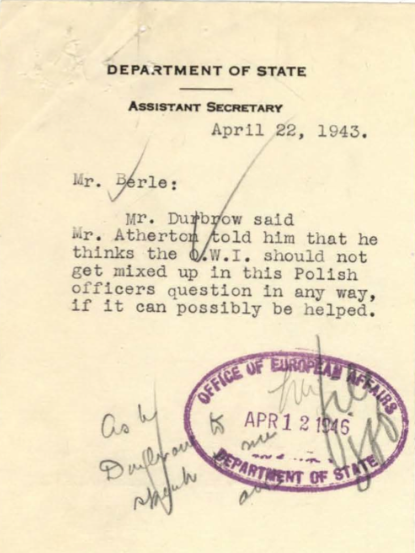 DEPARTMENT OF STATE
ASSISTANT SECRETARY
April 22, 1943.
Mr. Berle:
Mr. Durbrow said
Mr. Atherton told him that he
thinks the O.W.I. should not
get mixed up in this Polish
officers question in any way,
if it can possibly be helped.
OFFICE OF EUROPEAN AFFAIRS
APR 12 1946
DEPARTMENT OF STATE
to